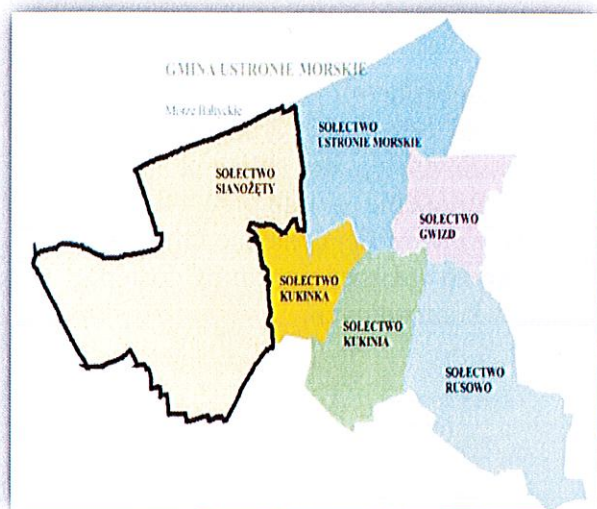 GMINA USTRONIE MORSKIE
Morze Bałtyckie
SOŁECTWO
USTRONIE MORSKIE
SOŁECTWO
SIANOŻĘTY
SOŁECTWO
GWIZD
SOŁECTWO
KUKINKA
SOŁECTWO
KUKINIA
SOŁECTWO
RUSOWO